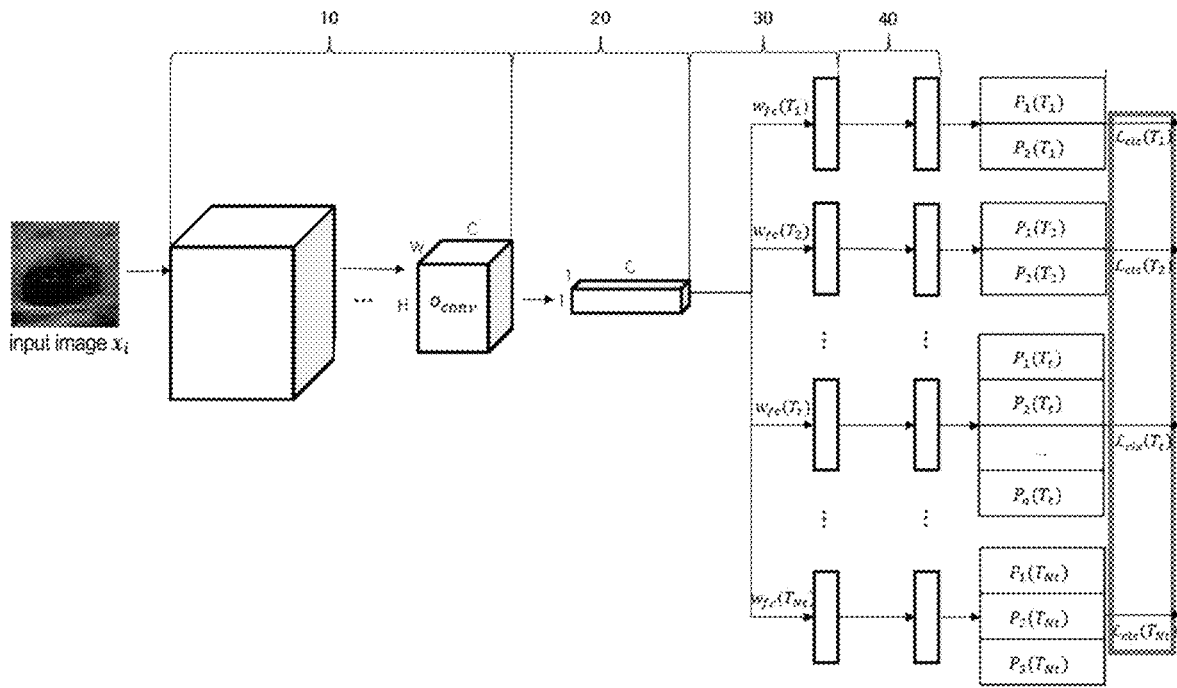 10
20
30
40
w_fc(T_1)
P_1(T_1)
P_2(T_1)
ℒ_cls(T_1)
input image x_i
W
C
H
o_conv
...
1
1
C
w_fc(T_2)
P_1(T_2)
P_2(T_2)
ℒ_cls(T_2)
⋮
⋮
w_fc(T_t)
P_1(T_t)
P_2(T_t)
...
P_q(T_t)
ℒ_cls(T_t)
⋮
⋮
w_fc(T_Nt)
P_1(T_Nt)
P_2(T_Nt)
P_3(T_Nt)
ℒ_cls(T_Nt)